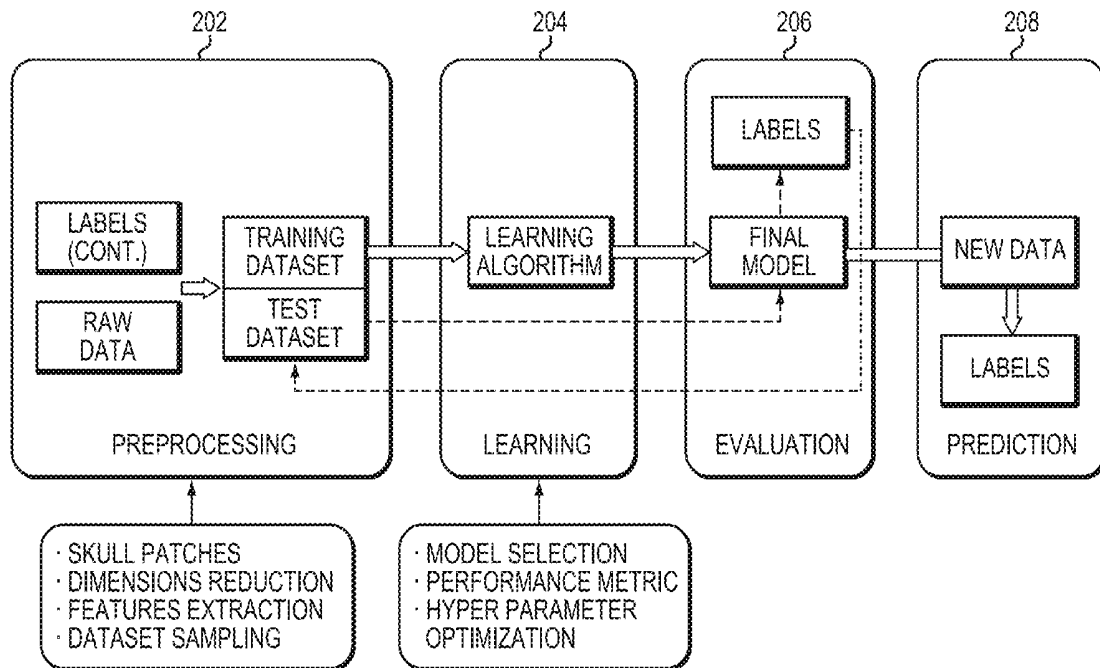 202
204
206
208
LABELS
LABELS
(CONT.)
RAW
DATA
TRAINING
DATASET
TEST
DATASET
LEARNING
ALGORITHM
FINAL
MODEL
NEW DATA
LABELS
PREPROCESSING
LEARNING
EVALUATION
PREDICTION
· SKULL PATCHES
· DIMENSIONS REDUCTION
· FEATURES EXTRACTION
· DATASET SAMPLING
· MODEL SELECTION
· PERFORMANCE METRIC
· HYPER PARAMETER
OPTIMIZATION